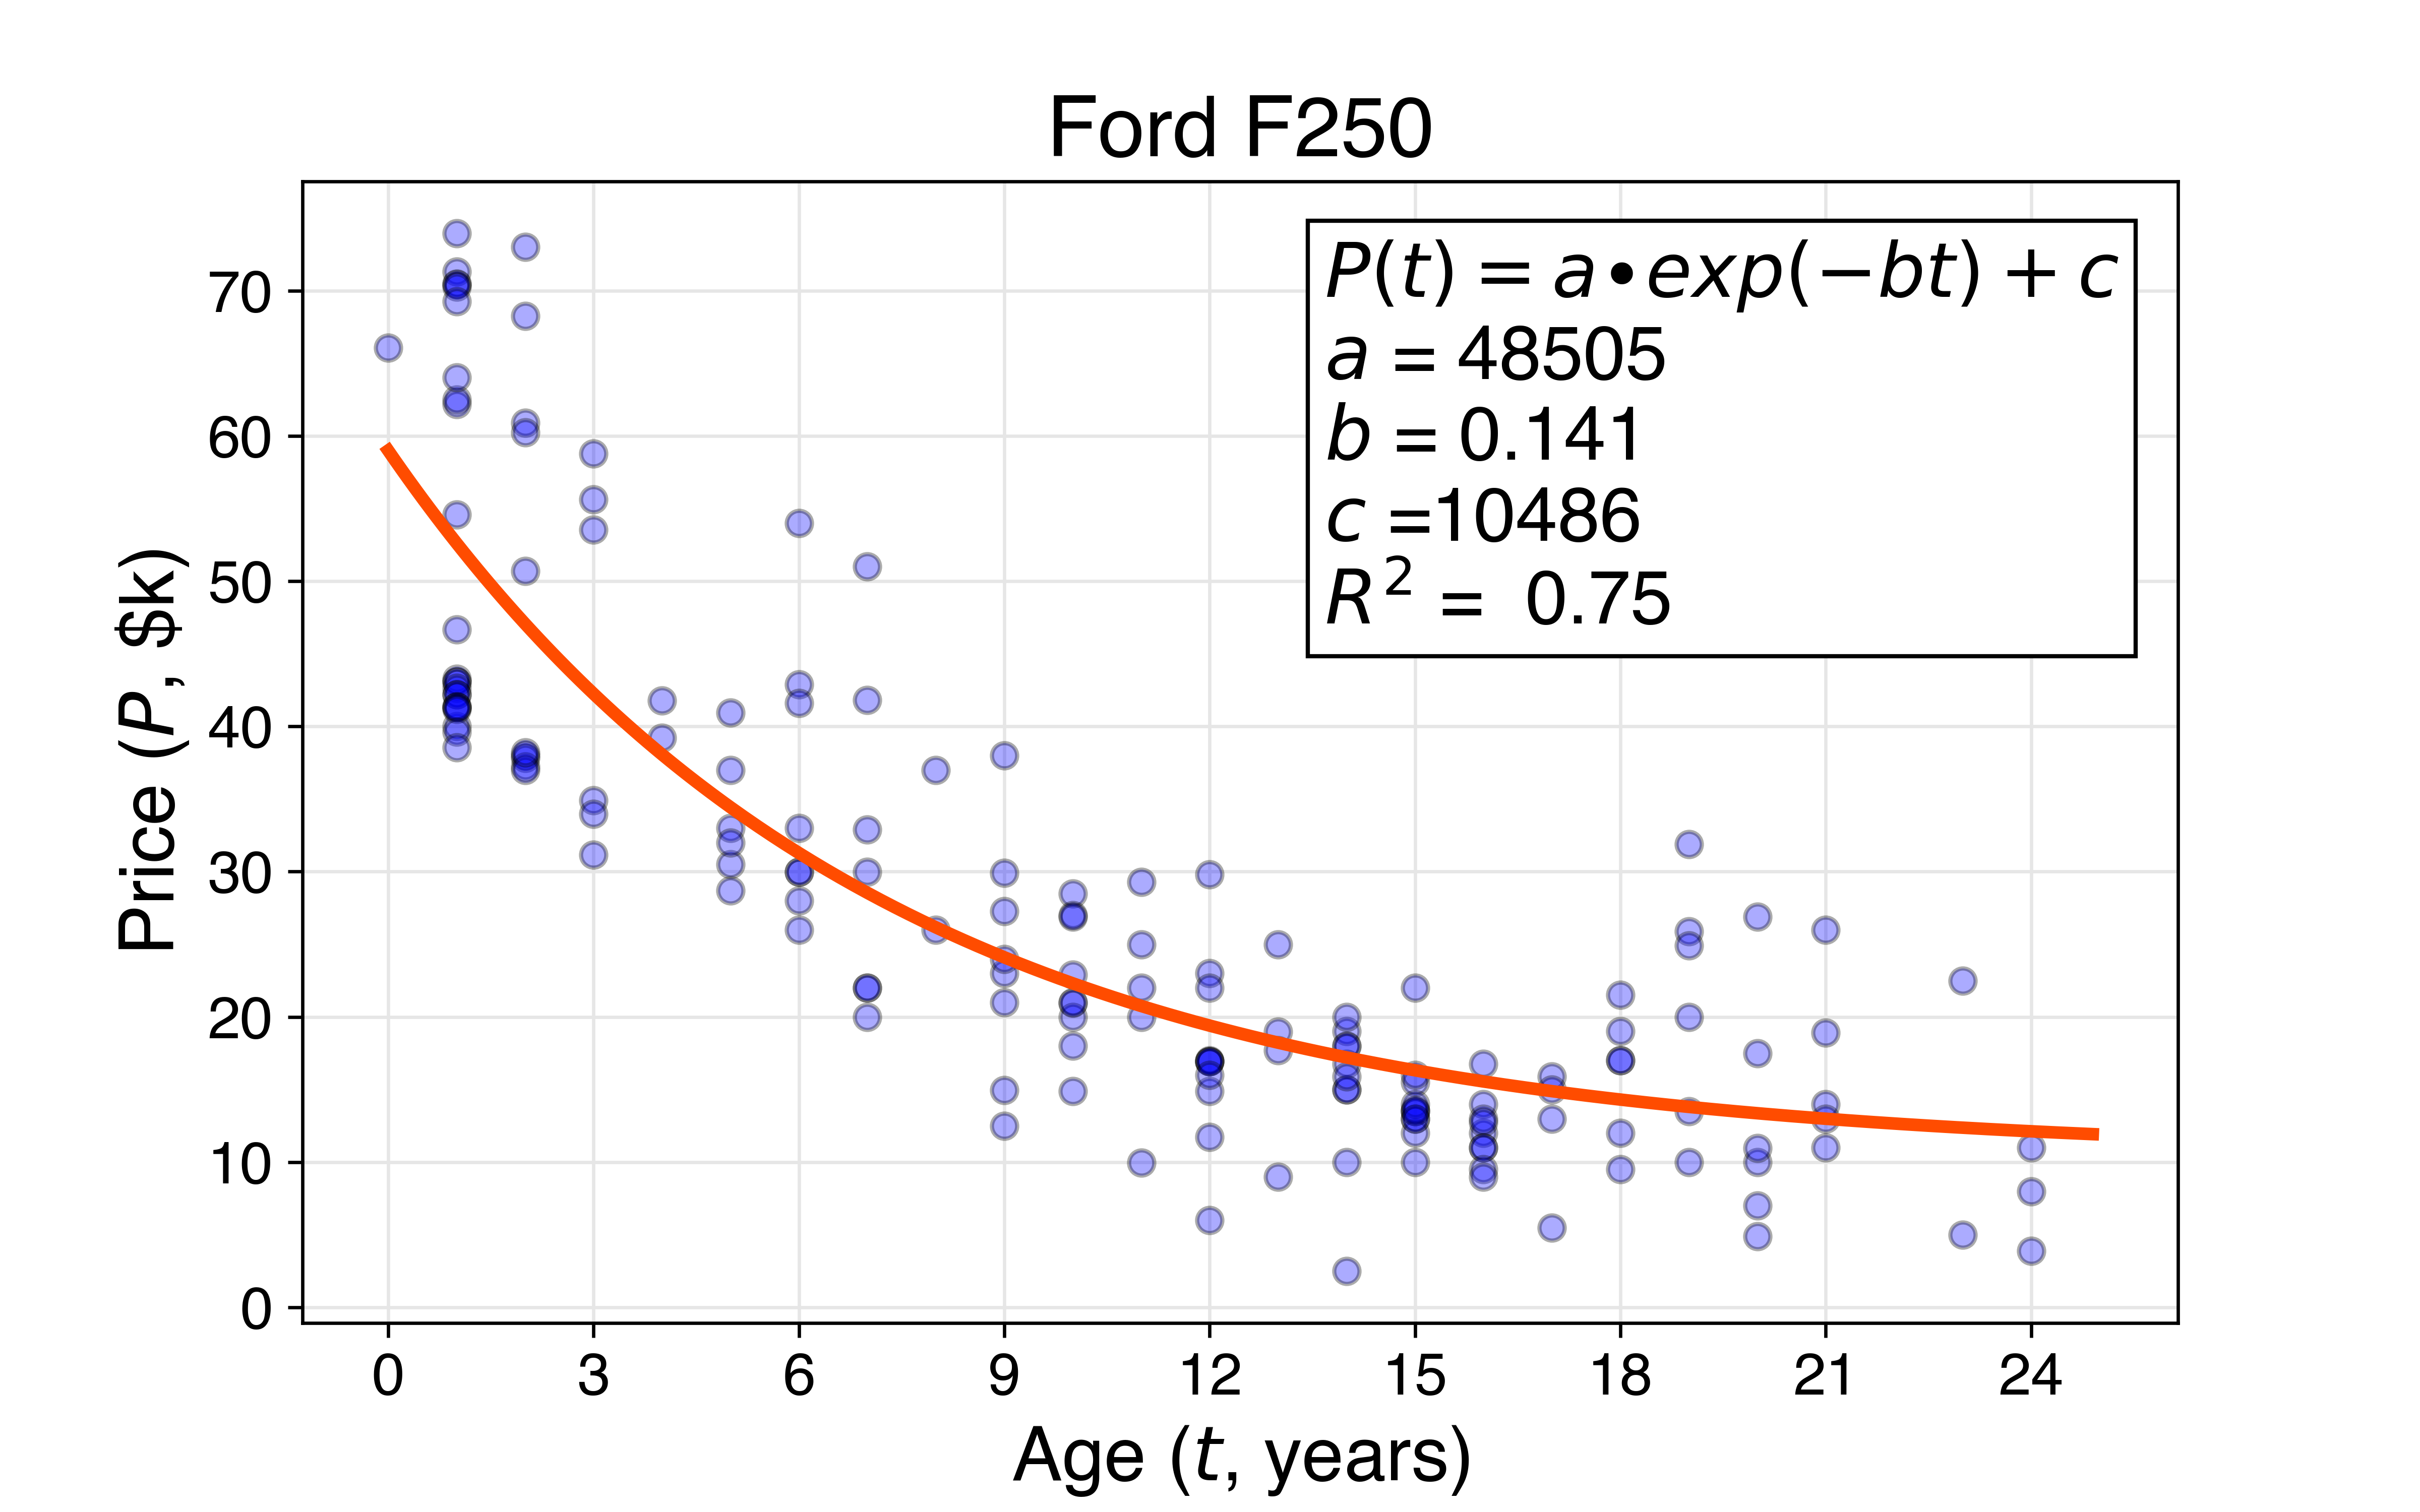 Ford F250
P(t) = a•exp(−bt) + c
a = 48505
b = 0.141
c =10486
R² = 0.75
Price (P, $k)
70
60
50
40
30
20
10
0
0 3 6 9 12 15 18 21 24
Age (t, years)